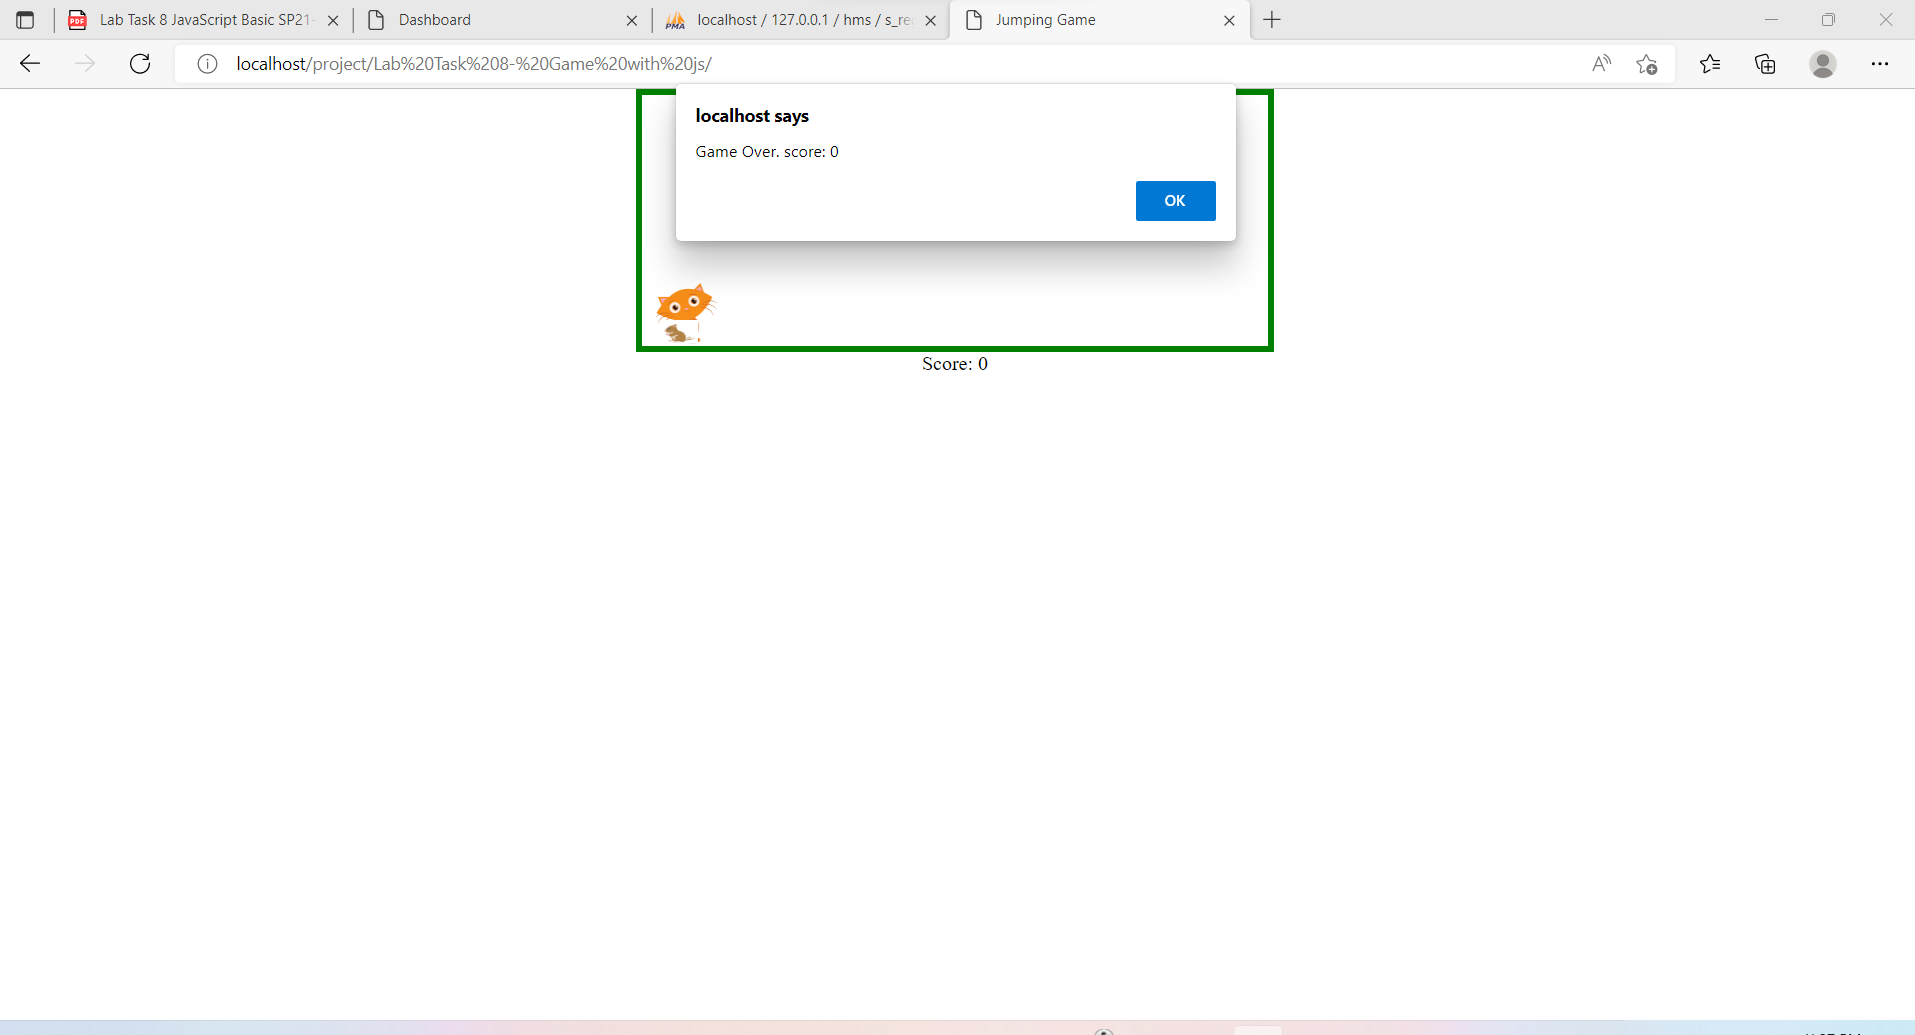 Lab Task 8 JavaScript Basic SP21-
Dashboard
localhost / 127.0.0.1 / hms / s_re
Jumping Game
localhost/project/Lab%20Task%208-%20Game%20with%20js/
localhost says
Game Over. score: 0
OK
Score: 0